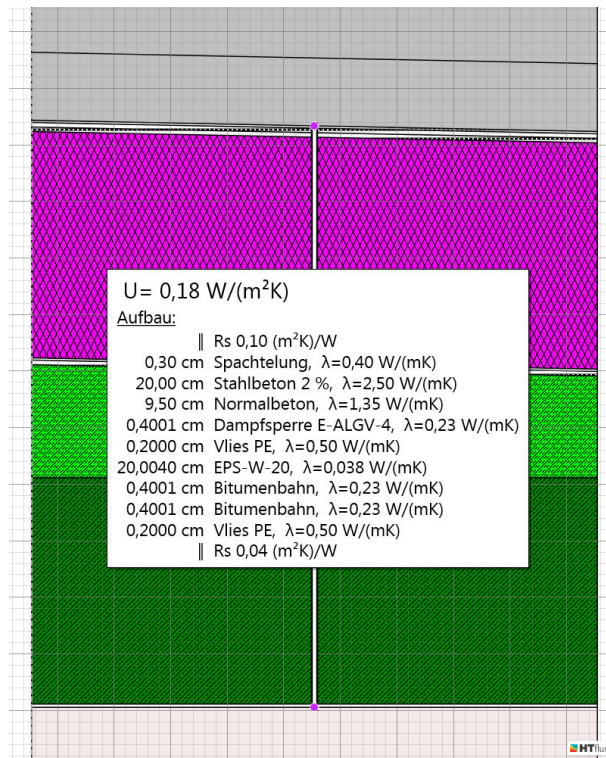 U= 0,18 W/(m²K)
Aufbau:
‖ Rs 0,10 (m²K)/W
0,30 cm Spachtelung, λ=0,40 W/(mK)
20,00 cm Stahlbeton 2 %, λ=2,50 W/(mK)
9,50 cm Normalbeton, λ=1,35 W/(mK)
0,4001 cm Dampfsperre E-ALGV-4, λ=0,23 W/(mK)
0,2000 cm Vlies PE, λ=0,50 W/(mK)
20,0040 cm EPS-W-20, λ=0,038 W/(mK)
0,4001 cm Bitumenbahn, λ=0,23 W/(mK)
0,4001 cm Bitumenbahn, λ=0,23 W/(mK)
0,2000 cm Vlies PE, λ=0,50 W/(mK)
‖ Rs 0,04 (m²K)/W
HTflux